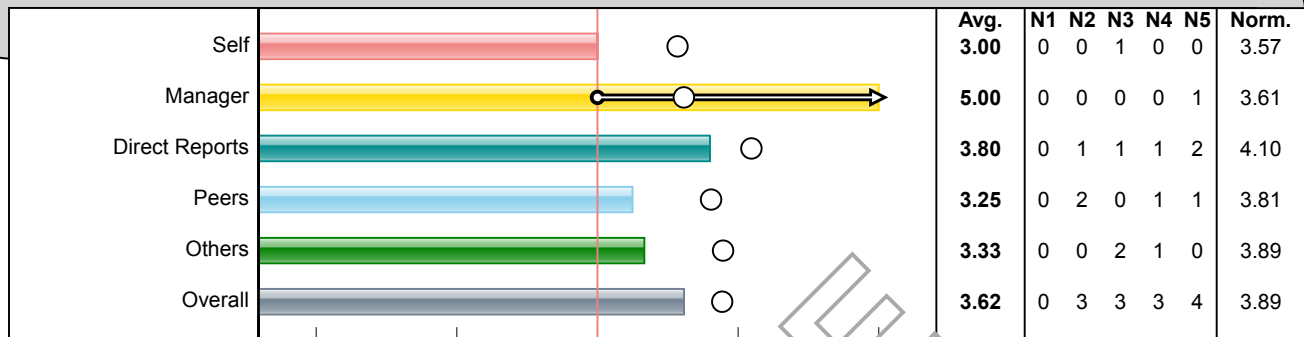 Avg. N1 N2 N3 N4 N5 Norm.
Self 3.00 0 0 1 0 0 3.57
Manager 5.00 0 0 0 0 1 3.61
Direct Reports 3.80 0 1 1 1 2 4.10
Peers 3.25 0 2 0 1 1 3.81
Others 3.33 0 0 2 1 0 3.89
Overall 3.62 0 3 3 3 4 3.89